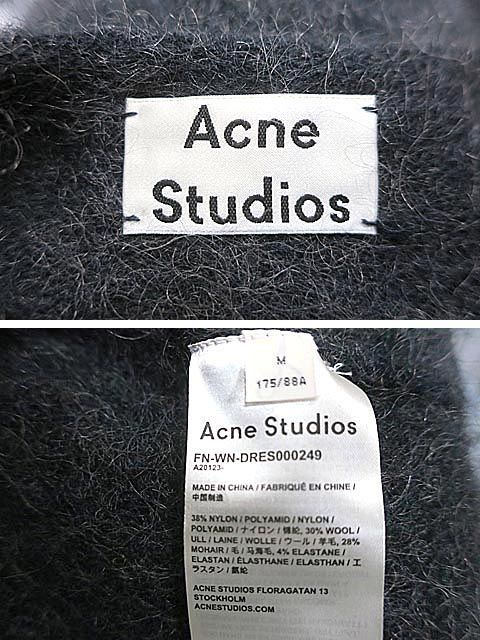 Acne
Studios
M
175/88A
Acne Studios
FN-WN-DRES000249
A20123-
MADE IN CHINA / FABRIQUÉ EN CHINE /
中国制造
38% NYLON / POLYAMID / NYLON /
POLYAMID / ナイロン / 锦纶, 30% WOOL /
ULL / LAINE / WOLLE / ウール / 羊毛, 28%
MOHAIR / 毛 / 马海毛, 4% ELASTANE /
ELASTAN / ÉLASTHANE / ELASTHAN / エ
ラスタン / 氨纶
ACNE STUDIOS FLORAGATAN 13
STOCKHOLM
ACNESTUDIOS.COM